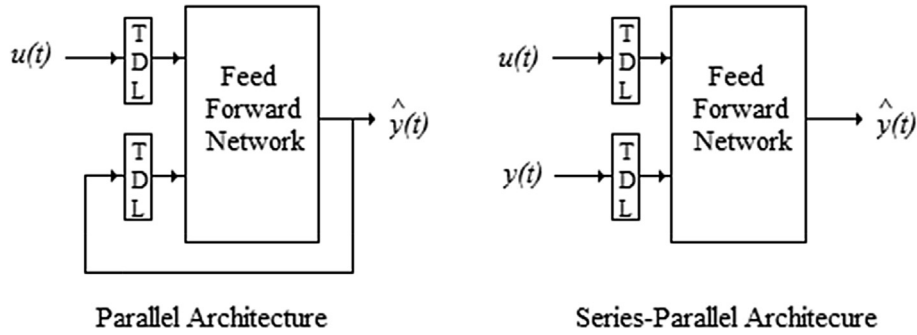 u(t)
T
D
L
Feed
Forward
Network
^
y(t)
T
D
L
Parallel Architecture
u(t)
T
D
L
Feed
Forward
Network
^
y(t)
y(t)
T
D
L
Series-Parallel Architecure